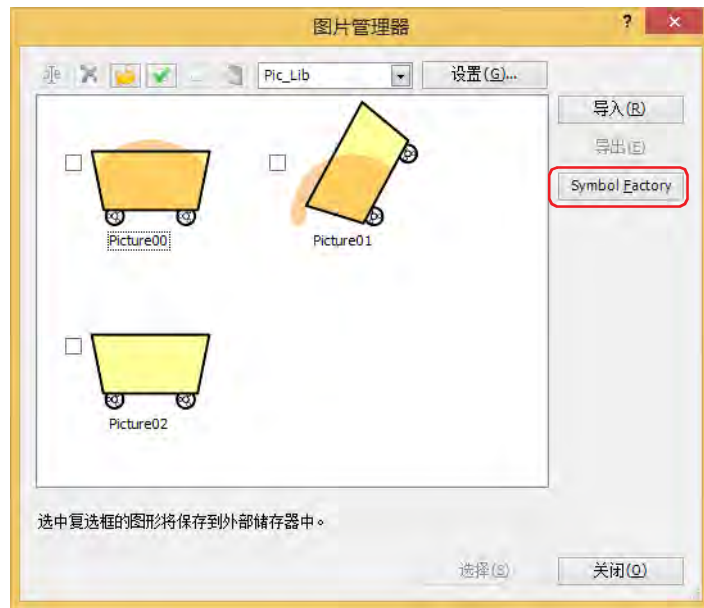 图片管理器
?
Pic_Lib
设置(G)...
导入(R)
导出(E)
Symbol Factory
Picture00
Picture01
Picture02
选中复选框的图形将保存到外部储存器中。
选择(S)
关闭(O)